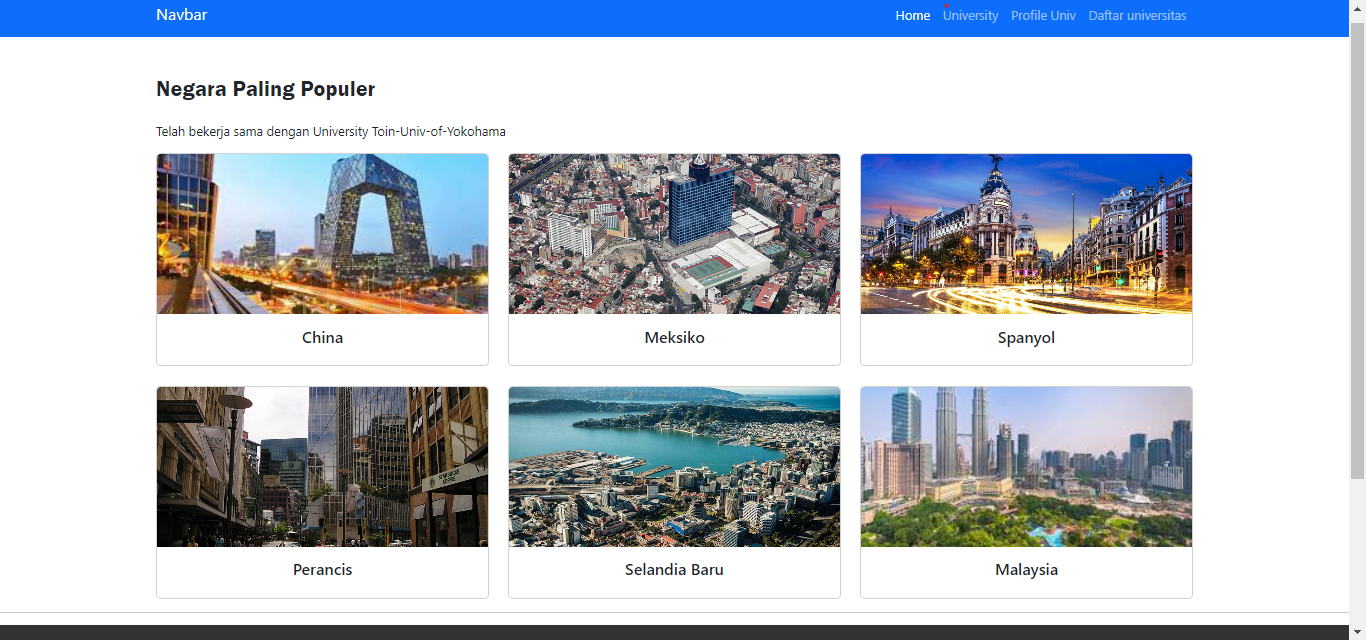 Navbar
Home University Profile Univ Daftar universitas
Negara Paling Populer
Telah bekerja sama dengan University Toin-Univ-of-Yokohama
China Meksiko Spanyol
Perancis Selandia Baru Malaysia